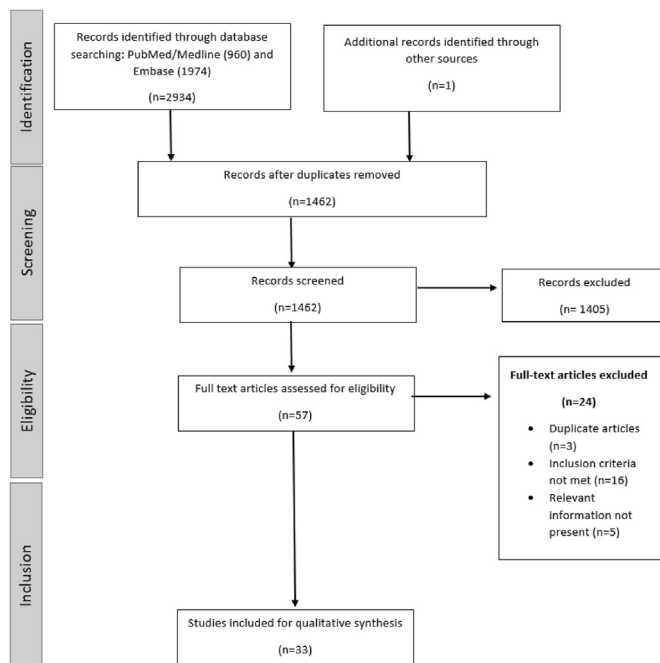 Identification
Records identified through database
searching: PubMed/Medline (960) and
Embase (1974)
(n=2934)
Additional records identified through
other sources
(n=1)
Records after duplicates removed
(n=1462)
Screening
Records screened
(n=1462)
Records excluded
(n= 1405)
Eligibility
Full text articles assessed for eligibility
(n=57)
Full-text articles excluded
(n=24)
• Duplicate articles
(n=3)
• Inclusion criteria
not met (n=16)
• Relevant
information not
present (n=5)
Inclusion
Studies included for qualitative synthesis
(n=33)